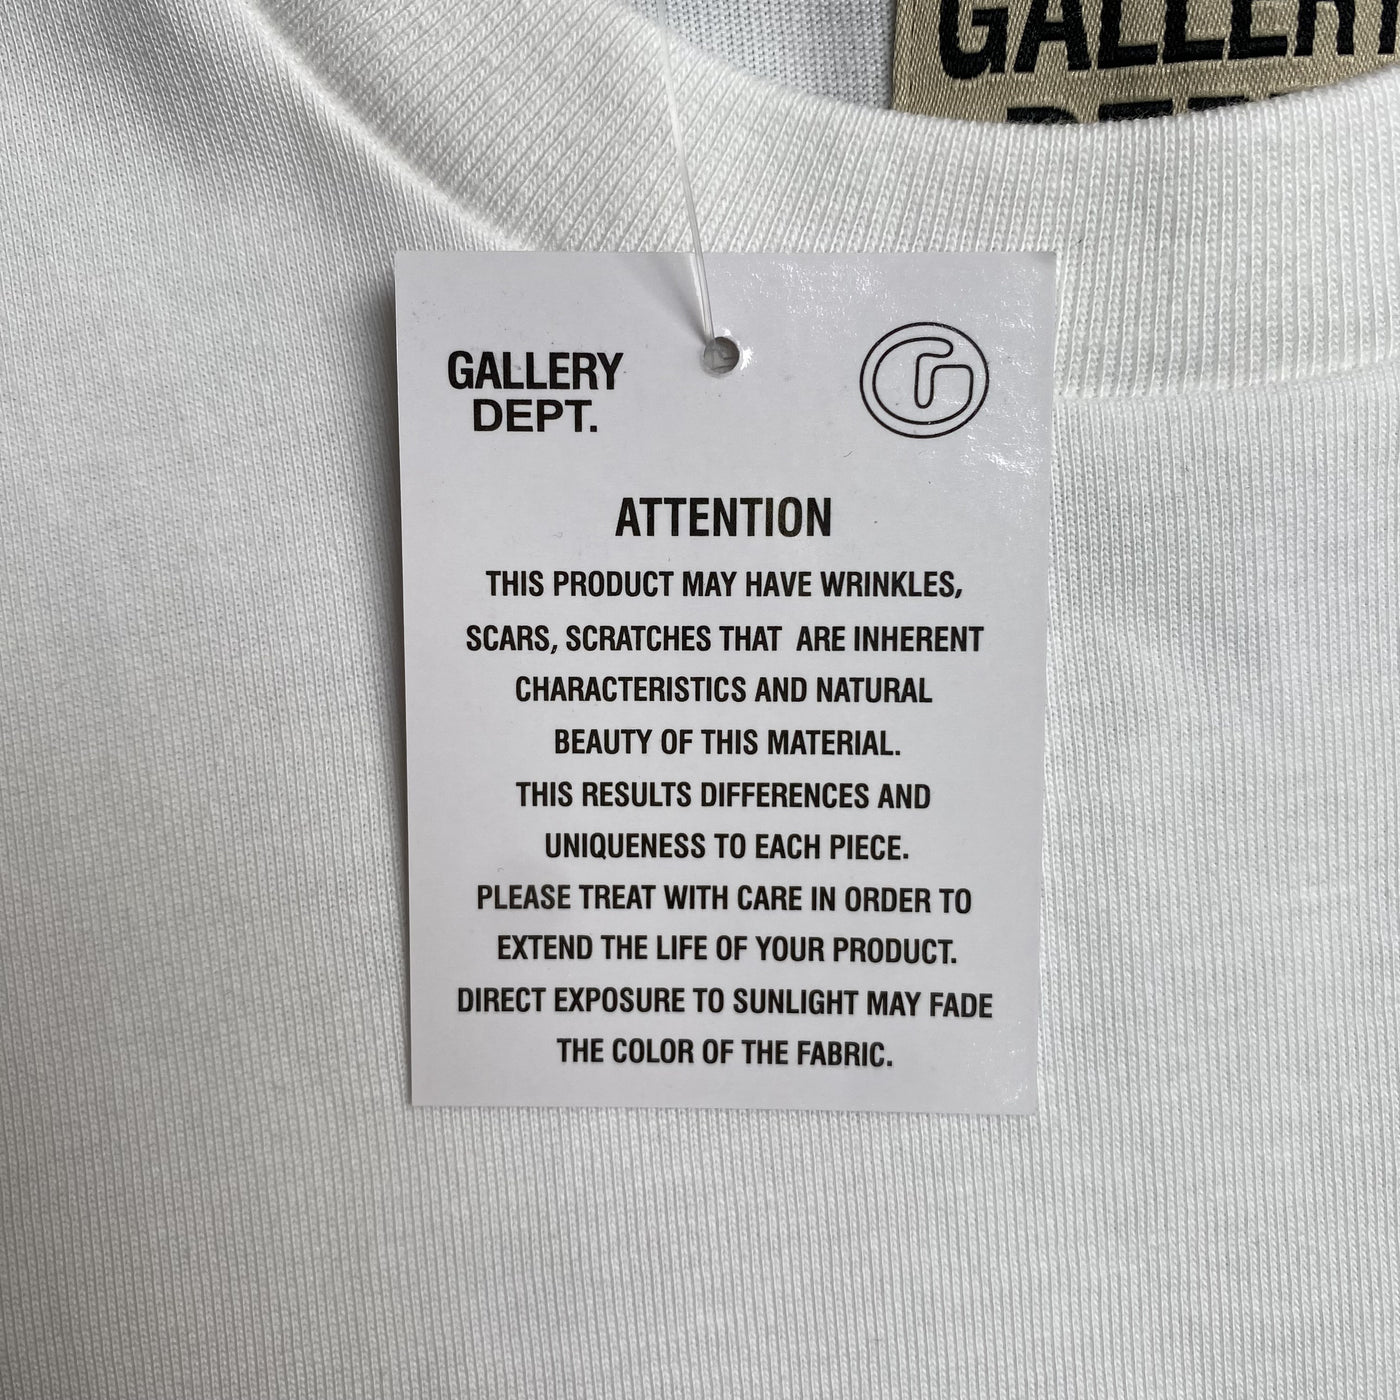 GALLERY
GALLERY
DEPT.
ATTENTION
THIS PRODUCT MAY HAVE WRINKLES,
SCARS, SCRATCHES THAT ARE INHERENT
CHARACTERISTICS AND NATURAL
BEAUTY OF THIS MATERIAL.
THIS RESULTS DIFFERENCES AND
UNIQUENESS TO EACH PIECE.
PLEASE TREAT WITH CARE IN ORDER TO
EXTEND THE LIFE OF YOUR PRODUCT.
DIRECT EXPOSURE TO SUNLIGHT MAY FADE
THE COLOR OF THE FABRIC.